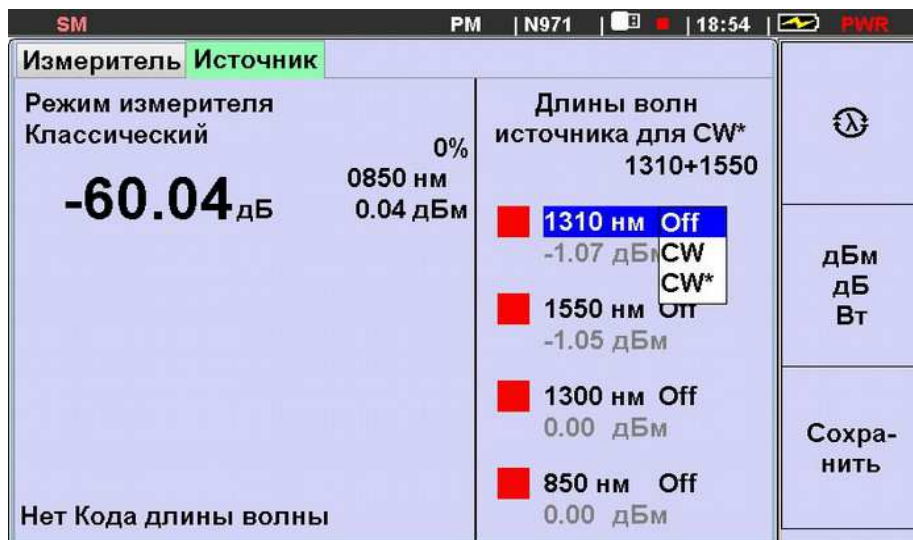 SM PM | N971 | | 18:54 | PWR
Измеритель Источник
Режим измерителя
Классический
0%
0850 нм
-60.04 дБ 0.04 дБм
Нет Кода длины волны
Длины волн
источника для CW*
1310+1550
1310 нм Off
-1.07 CW
CW*
1550 нм Off
-1.05 дБм
1300 нм Off
0.00 дБм
850 нм Off
0.00 дБм
λ
дБм
дБ
Вт
Сохра-
нить